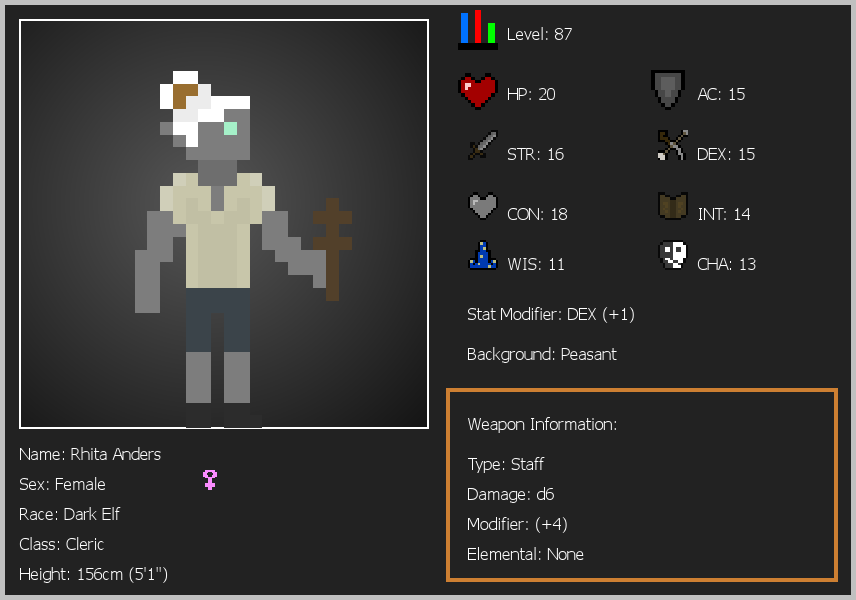 Level: 87
HP: 20
AC: 15
STR: 16
DEX: 15
CON: 18
INT: 14
WIS: 11
CHA: 13
Stat Modifier: DEX (+1)
Background: Peasant
Weapon Information:
Type: Staff
Damage: d6
Modifier: (+4)
Elemental: None
Name: Rhita Anders
Sex: Female
Race: Dark Elf
Class: Cleric
Height: 156cm (5'1")